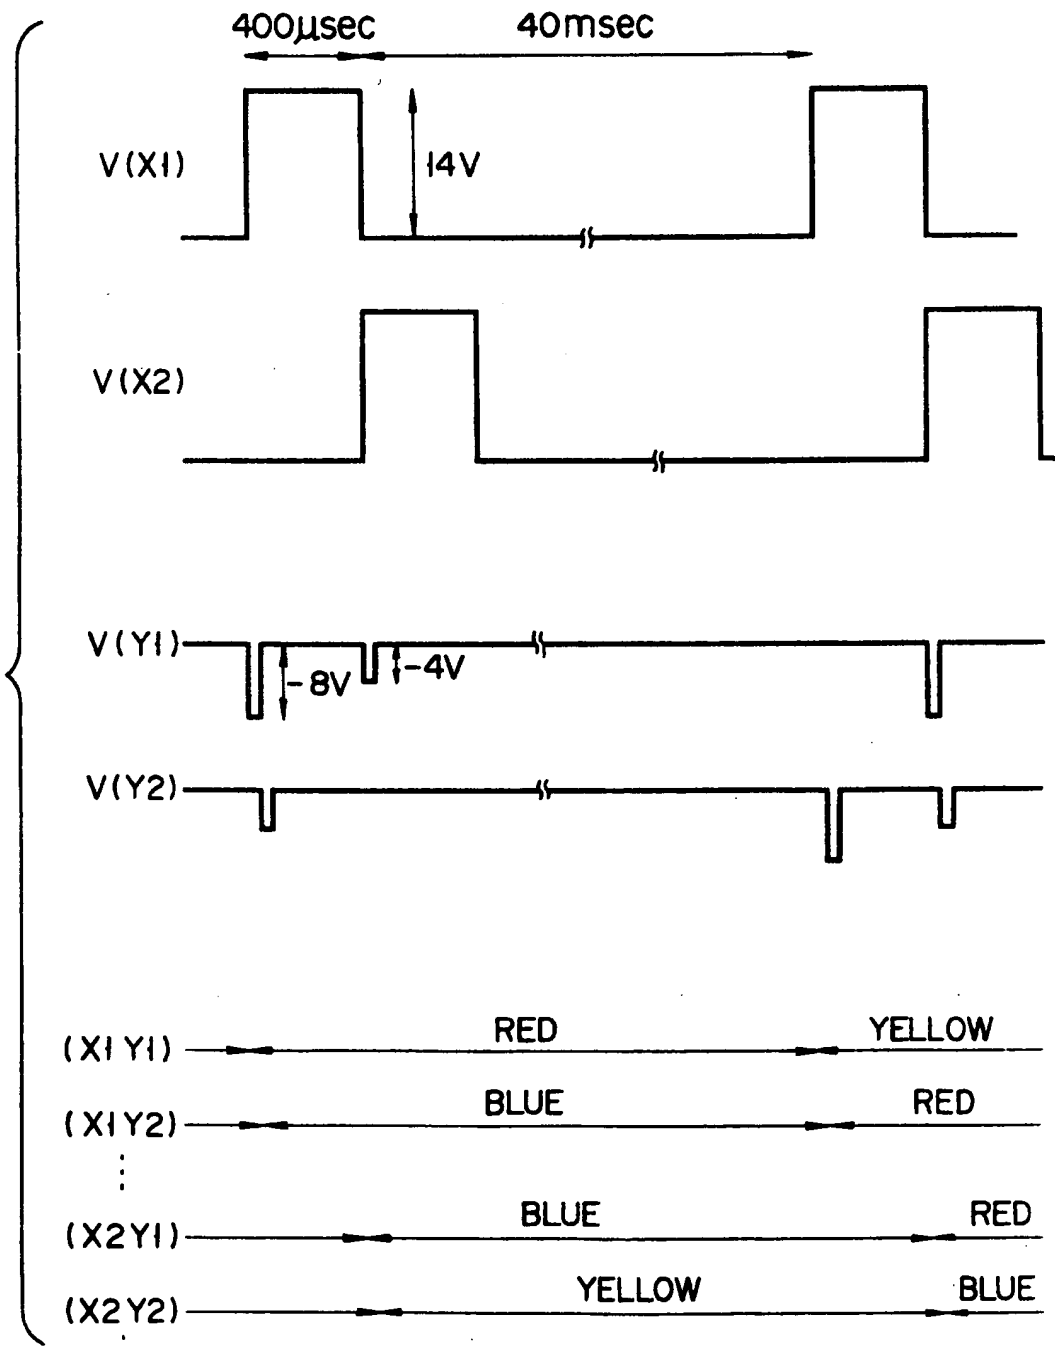 400μsec 40msec
V(X1) 14V
V(X2)
V(Y1) -8V -4V
V(Y2)
(X1Y1) RED YELLOW
(X1Y2) BLUE RED
(X2Y1) BLUE RED
(X2Y2) YELLOW BLUE